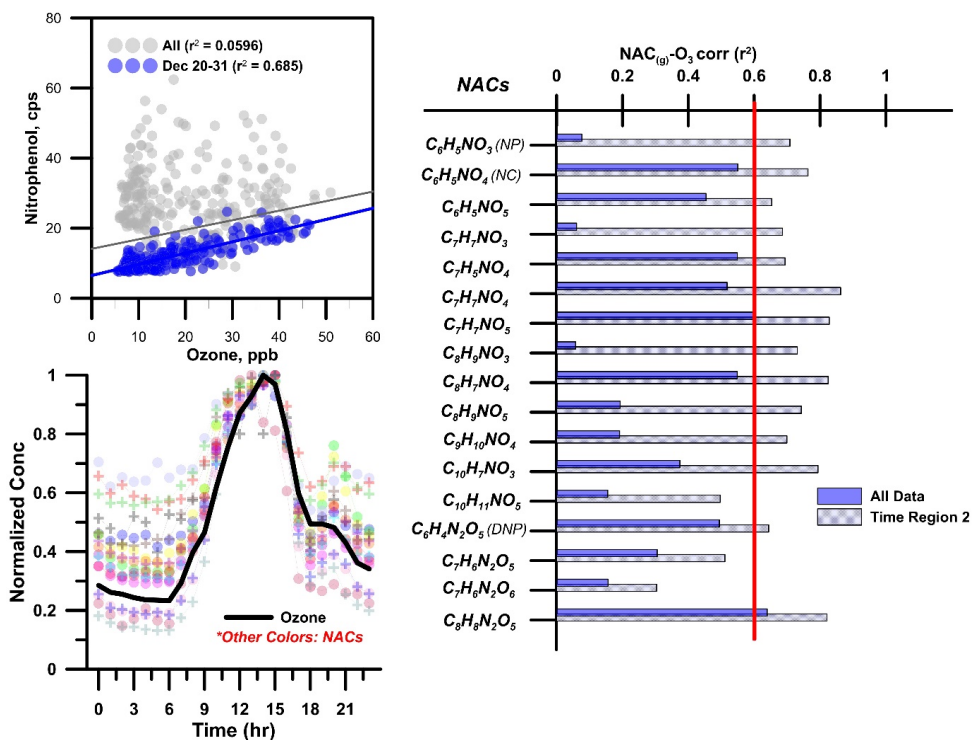 80
60
40
20
0
Nitrophenol, cps
All (r² = 0.0596)
Dec 20-31 (r² = 0.685)
0 10 20 30 40 50 60
Ozone, ppb
1
0.8
0.6
0.4
0.2
0
Normalized Conc
Ozone
*Other Colors: NACs
0 3 6 9 12 15 18 21
Time (hr)
NAC(g)-O₃ corr (r²)
NACs
0 0.2 0.4 0.6 0.8 1
C₆H₅NO₃ (NP)
C₆H₅NO₄ (NC)
C₆H₅NO₅
C₇H₇NO₃
C₇H₅NO₄
C₇H₇NO₄
C₇H₇NO₅
C₈H₉NO₃
C₈H₇NO₄
C₈H₉NO₅
C₉H₁₀NO₄
C₁₀H₇NO₃
C₁₀H₁₁NO₅
C₆H₄N₂O₅ (DNP)
C₇H₆N₂O₅
C₇H₆N₂O₆
C₈H₈N₂O₅
All Data
Time Region 2